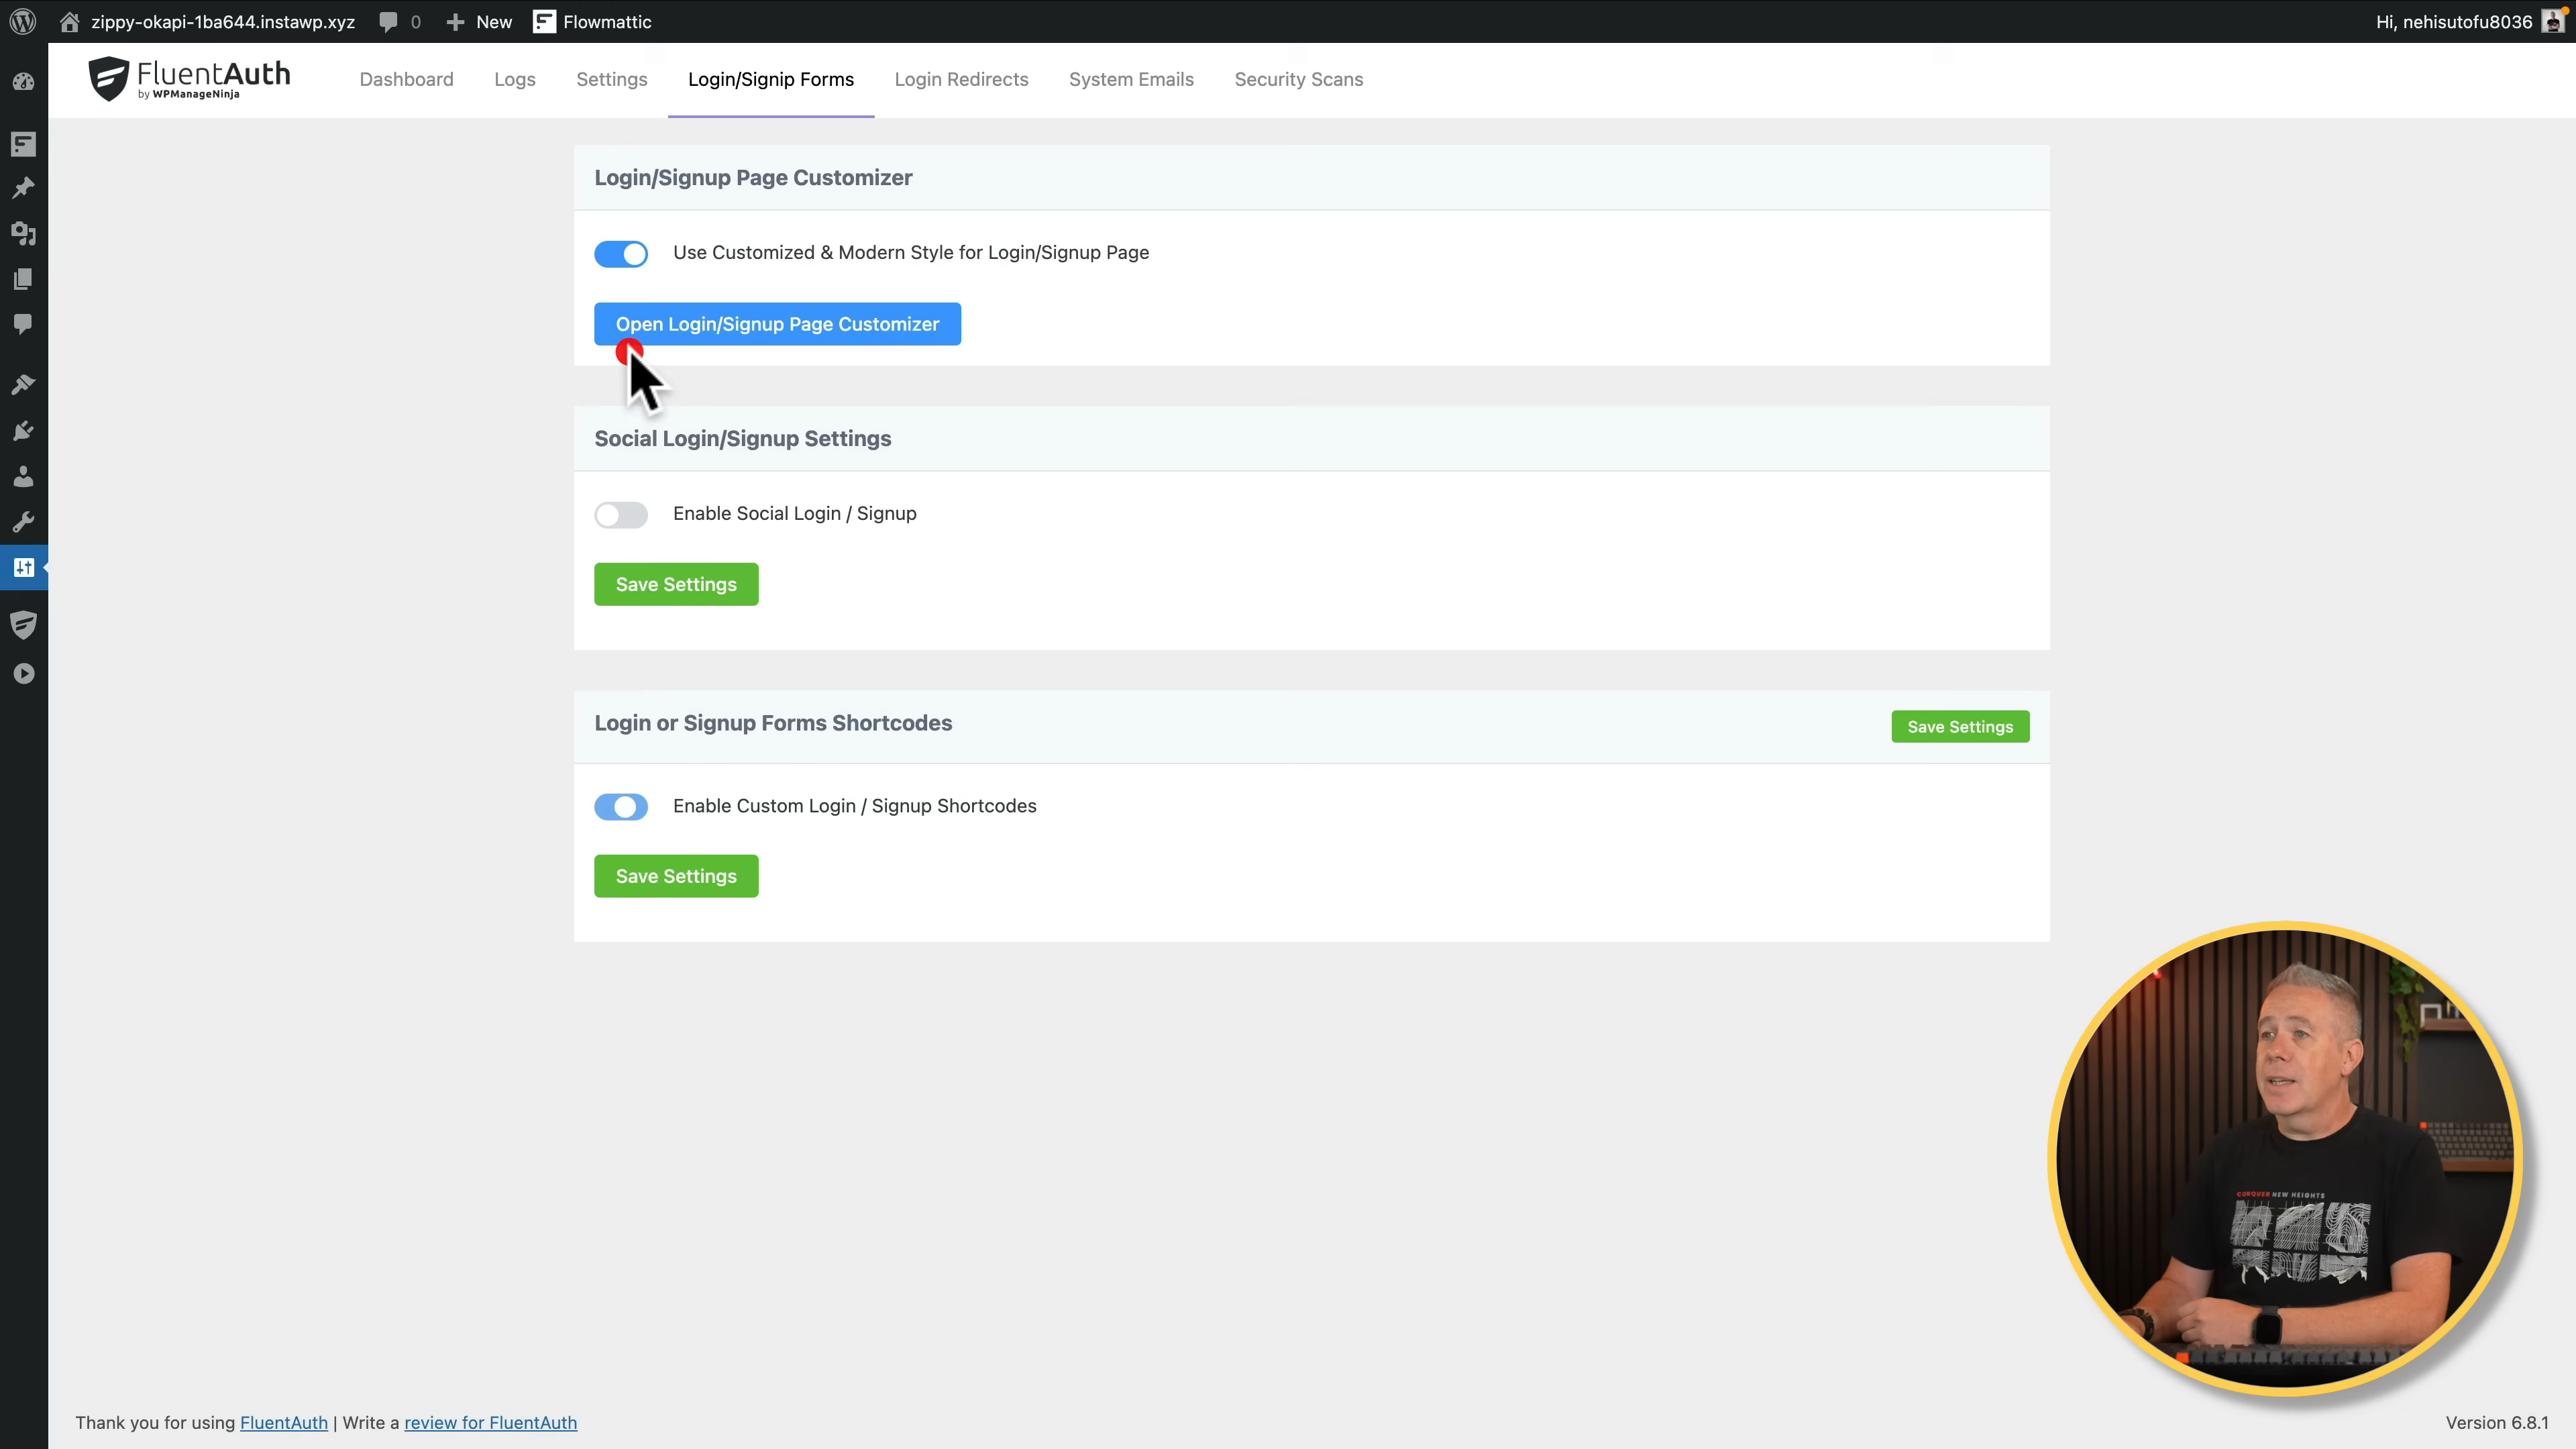 zippy-okapi-1ba644.instawp.xyz 0 New Flowmattic Hi, nehisutofu8036
FluentAuth
by WPManageNinja
Dashboard Logs Settings Login/Signip Forms Login Redirects System Emails Security Scans
Login/Signup Page Customizer
Use Customized & Modern Style for Login/Signup Page
Open Login/Signup Page Customizer
Social Login/Signup Settings
Enable Social Login / Signup
Save Settings
Login or Signup Forms Shortcodes
Save Settings
Enable Custom Login / Signup Shortcodes
Save Settings
CONQUER NEW HEIGHTS
Thank you for using FluentAuth | Write a review for FluentAuth
Version 6.8.1